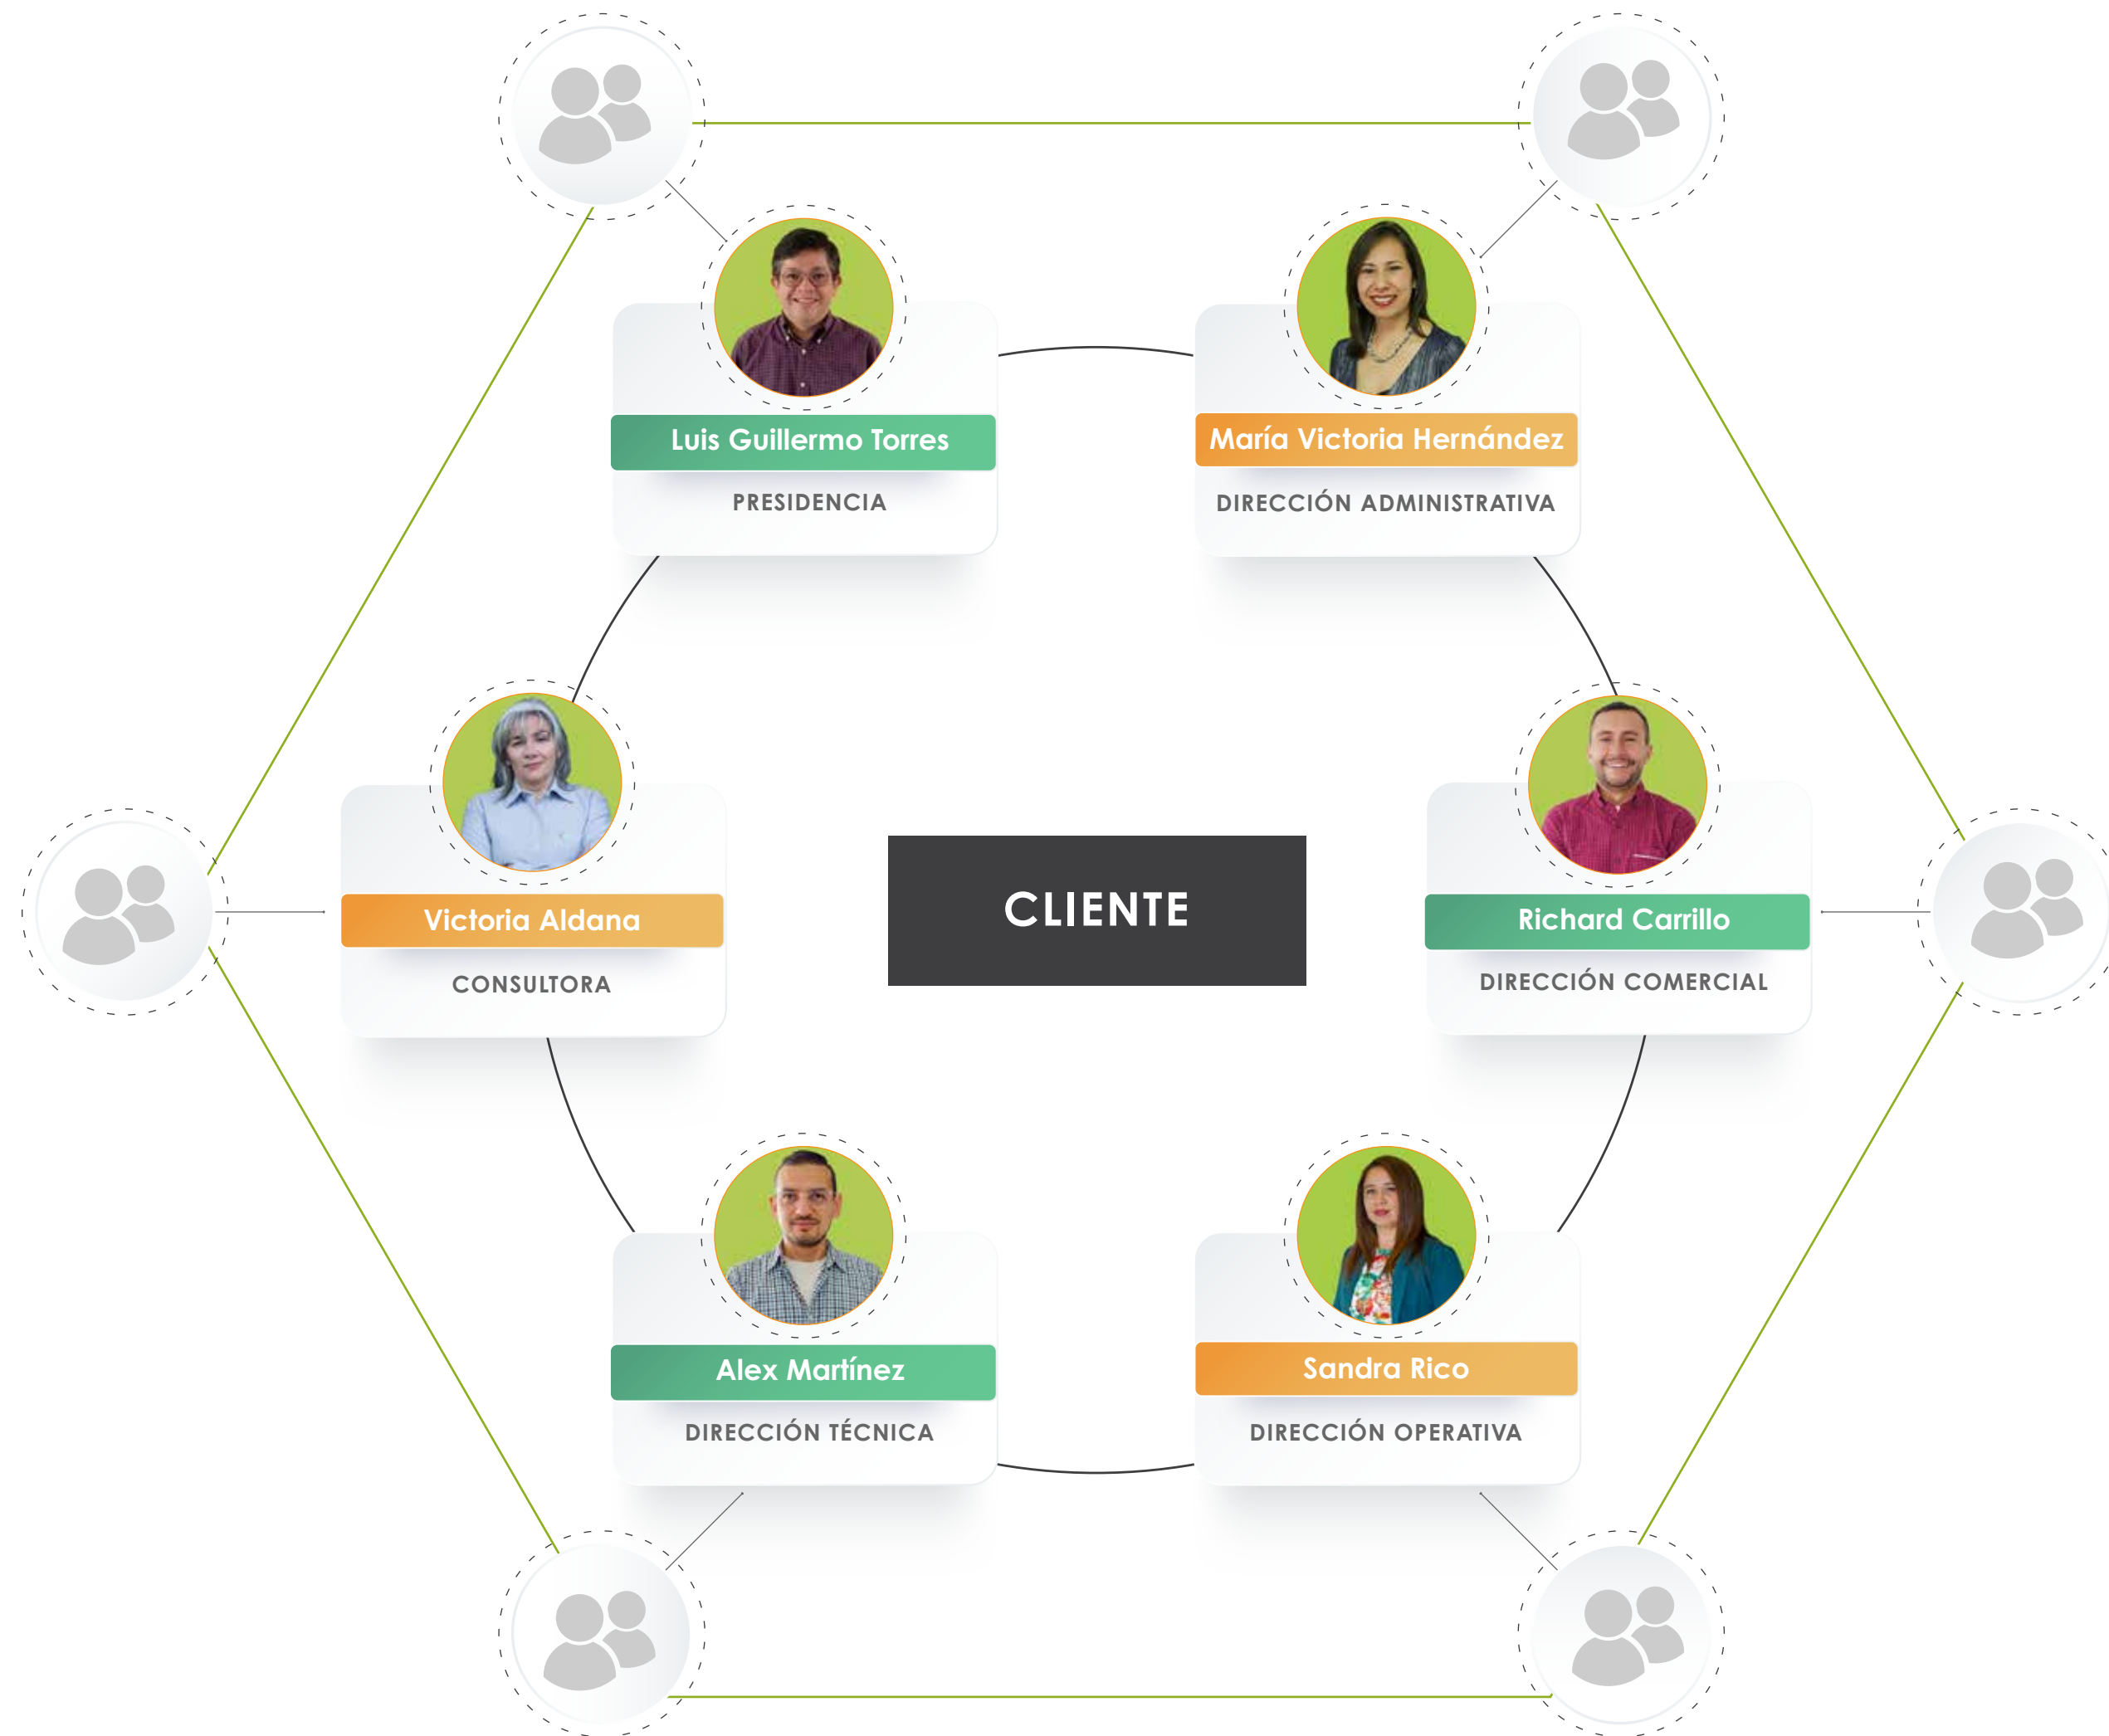 Luis Guillermo Torres
PRESIDENCIA
María Victoria Hernández
DIRECCIÓN ADMINISTRATIVA
Victoria Aldana
CONSULTORA
CLIENTE
Richard Carrillo
DIRECCIÓN COMERCIAL
Alex Martínez
DIRECCIÓN TÉCNICA
Sandra Rico
DIRECCIÓN OPERATIVA